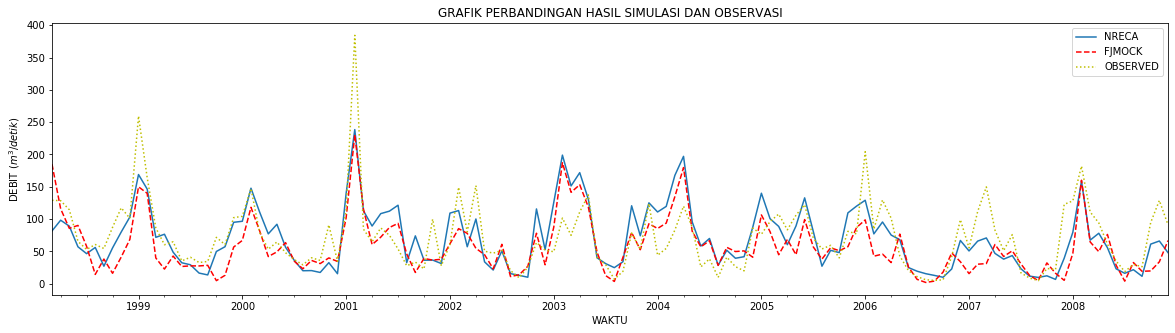 GRAFIK PERBANDINGAN HASIL SIMULASI DAN OBSERVASI
400
350
300
250
200
150
100
50
0
DEBIT (m³/detik)
NRECA
FJMOCK
OBSERVED
1999 2000 2001 2002 2003 2004 2005 2006 2007 2008
WAKTU